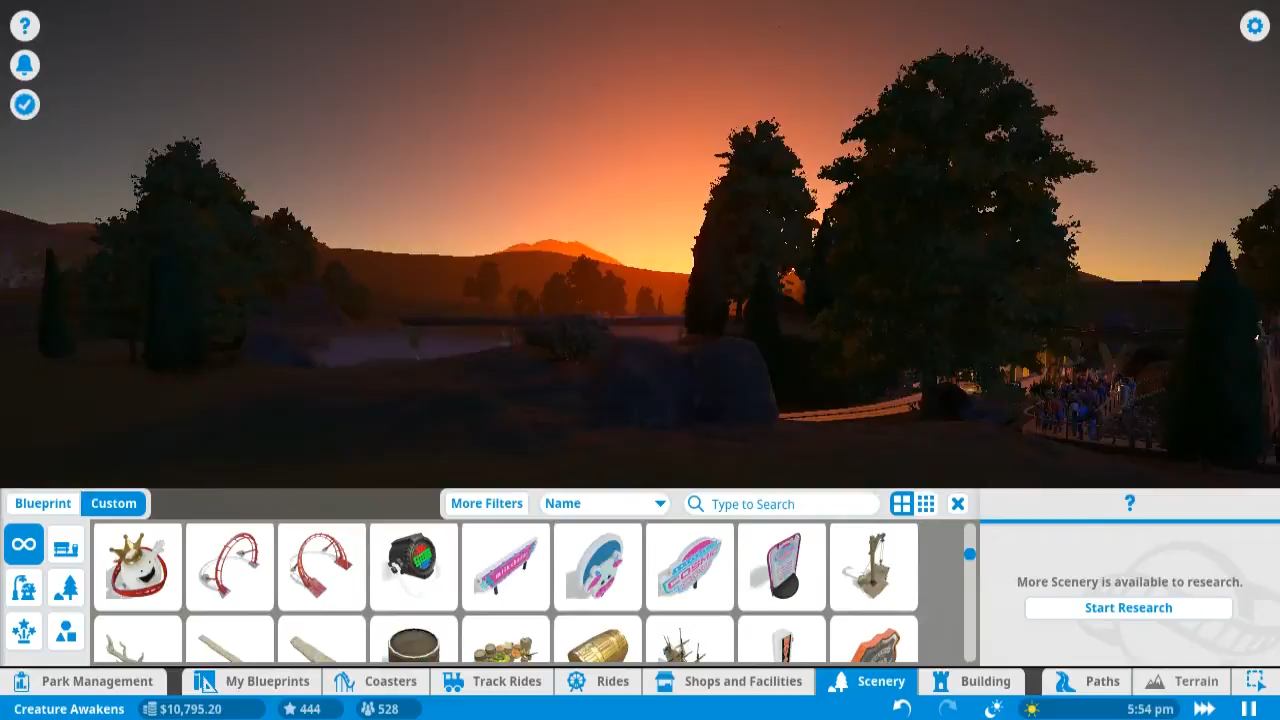 ?
Blueprint
Custom
More Filters
Name
Type to Search
?
More Scenery is available to research.
Start Research
Park Management
My Blueprints
Coasters
Track Rides
Rides
Shops and Facilities
Scenery
Building
Paths
Terrain
Creature Awakens
$10,795.20
444
528
5:54 pm